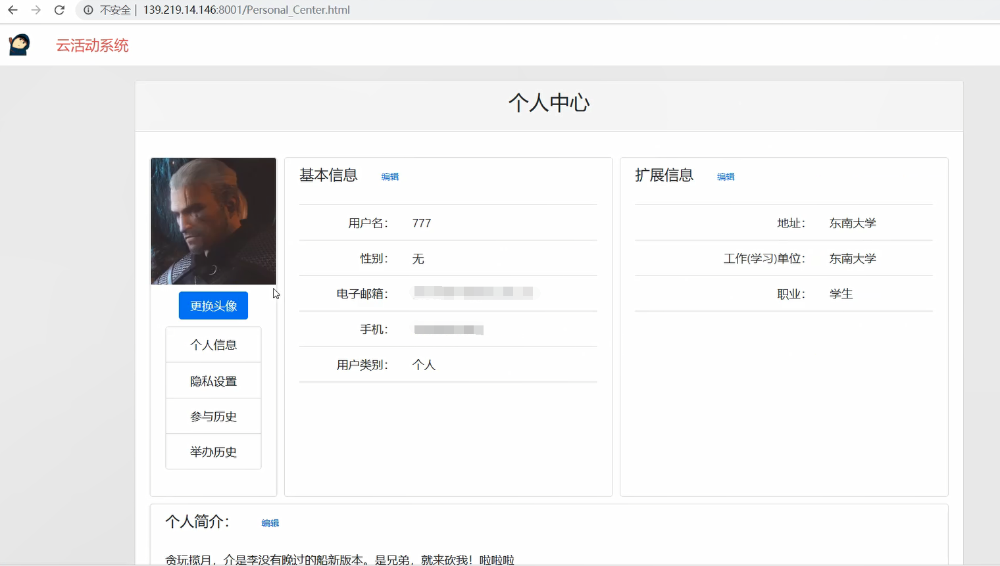 不安全 | 139.219.14.146:8001/Personal_Center.html
云活动系统
个人中心
基本信息 编辑
用户名： 777
性别： 无
电子邮箱：
手机：
用户类别： 个人
扩展信息 编辑
地址： 东南大学
工作(学习)单位： 东南大学
职业： 学生
更换头像
个人信息
隐私设置
参与历史
举办历史
个人简介： 编辑
贪玩揽月，介是李没有晚过的船新版本。是兄弟，就来砍我！啦啦啦